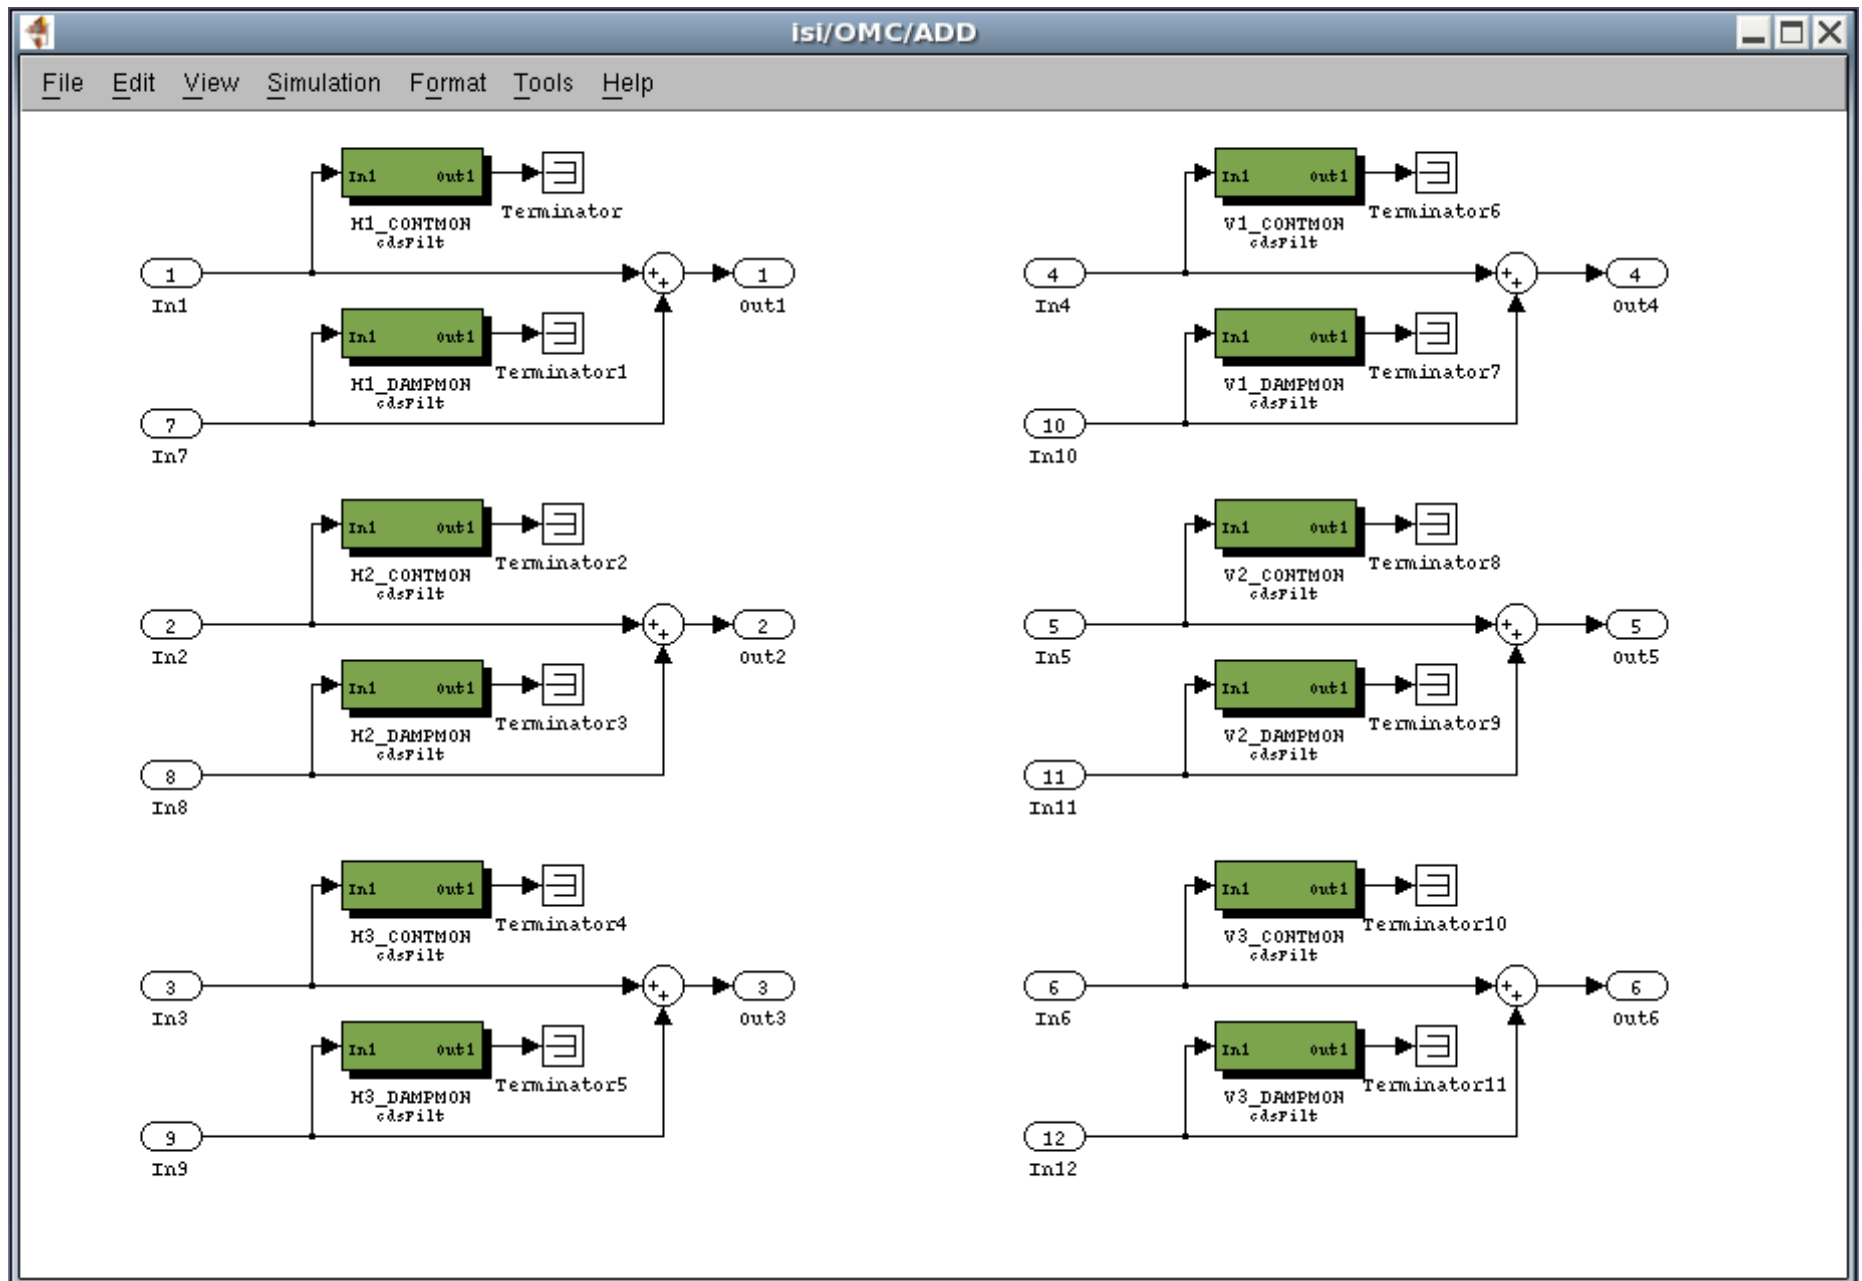 isi/OMC/ADD
File Edit View Simulation Format Tools Help
In1 Out1
Terminator
H1_CONTMON
cdsFilt
1
In1
+
+
1
Out1
In1 Out1
Terminator1
H1_DAMPMON
cdsFilt
7
In7
In1 Out1
Terminator2
H2_CONTMON
cdsFilt
2
In2
+
+
2
Out2
In1 Out1
Terminator3
H2_DAMPMON
cdsFilt
8
In8
In1 Out1
Terminator4
H3_CONTMON
cdsFilt
3
In3
+
+
3
Out3
In1 Out1
Terminator5
H3_DAMPMON
cdsFilt
9
In9
In1 Out1
Terminator6
V1_CONTMON
cdsFilt
4
In4
+
+
4
Out4
In1 Out1
Terminator7
V1_DAMPMON
cdsFilt
10
In10
In1 Out1
Terminator8
V2_CONTMON
cdsFilt
5
In5
+
+
5
Out5
In1 Out1
Terminator9
V2_DAMPMON
cdsFilt
11
In11
In1 Out1
Terminator10
V3_CONTMON
cdsFilt
6
In6
+
+
6
Out6
In1 Out1
Terminator11
V3_DAMPMON
cdsFilt
12
In12